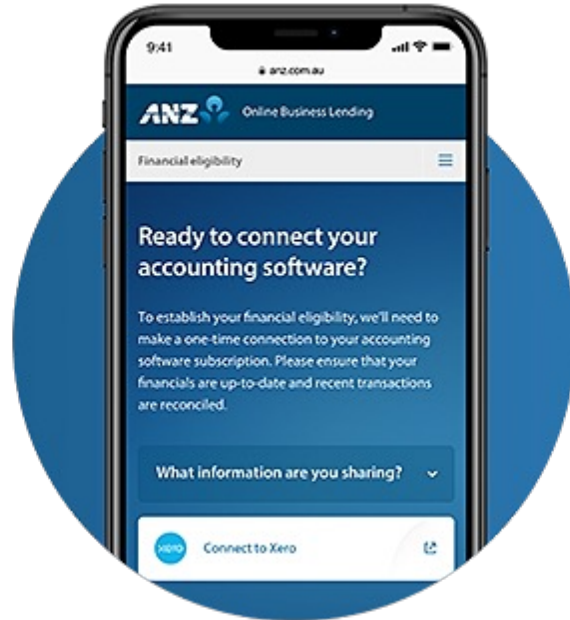 9:41
anz.com.au
ANZ Online Business Lending
Financial eligibility
Ready to connect your
accounting software?
To establish your financial eligibility, we'll need to
make a one-time connection to your accounting
software subscription. Please ensure that your
financials are up-to-date and recent transactions
are reconciled.
What information are you sharing?
xero Connect to Xero